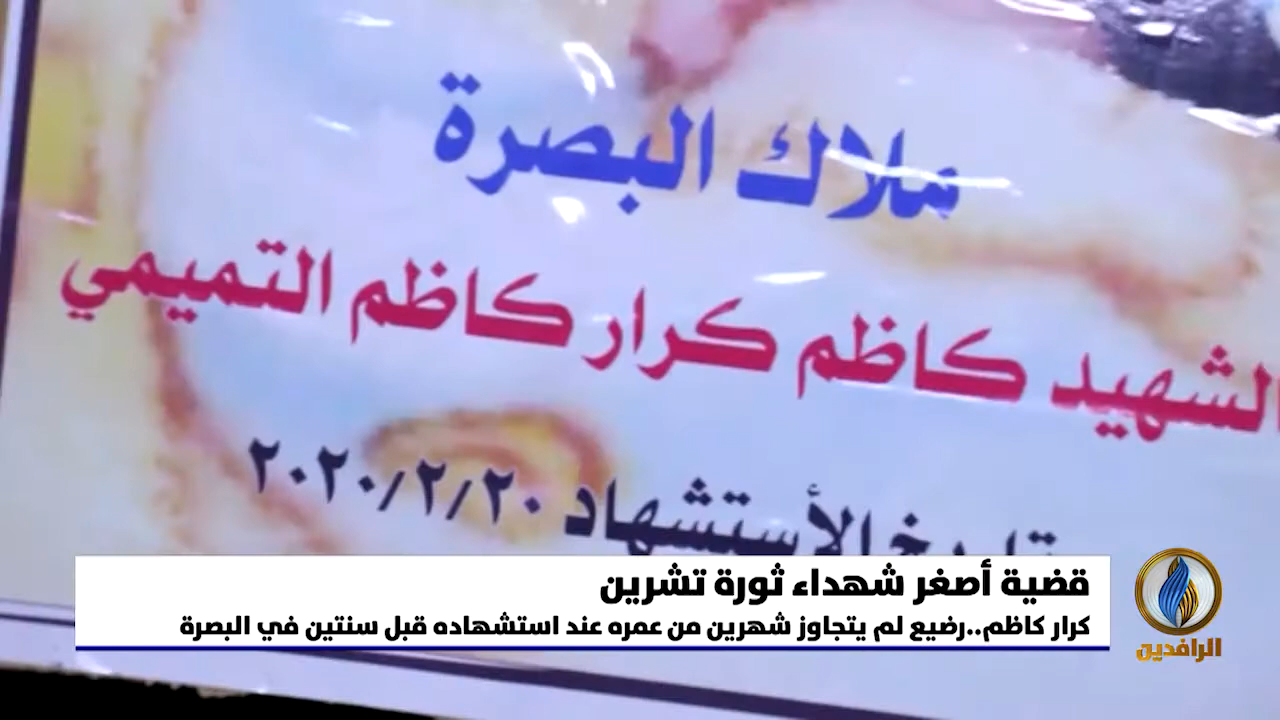 ملاك البصرة
الشهيد كاظم كرار كاظم التميمي
تاريخ الأستشهاد ٢٠٢٠/٢/٢٠
قضية أصغر شهداء ثورة تشرين
كرار كاظم..رضيع لم يتجاوز شهرين من عمره عند استشهاده قبل سنتين في البصرة
الرافدين